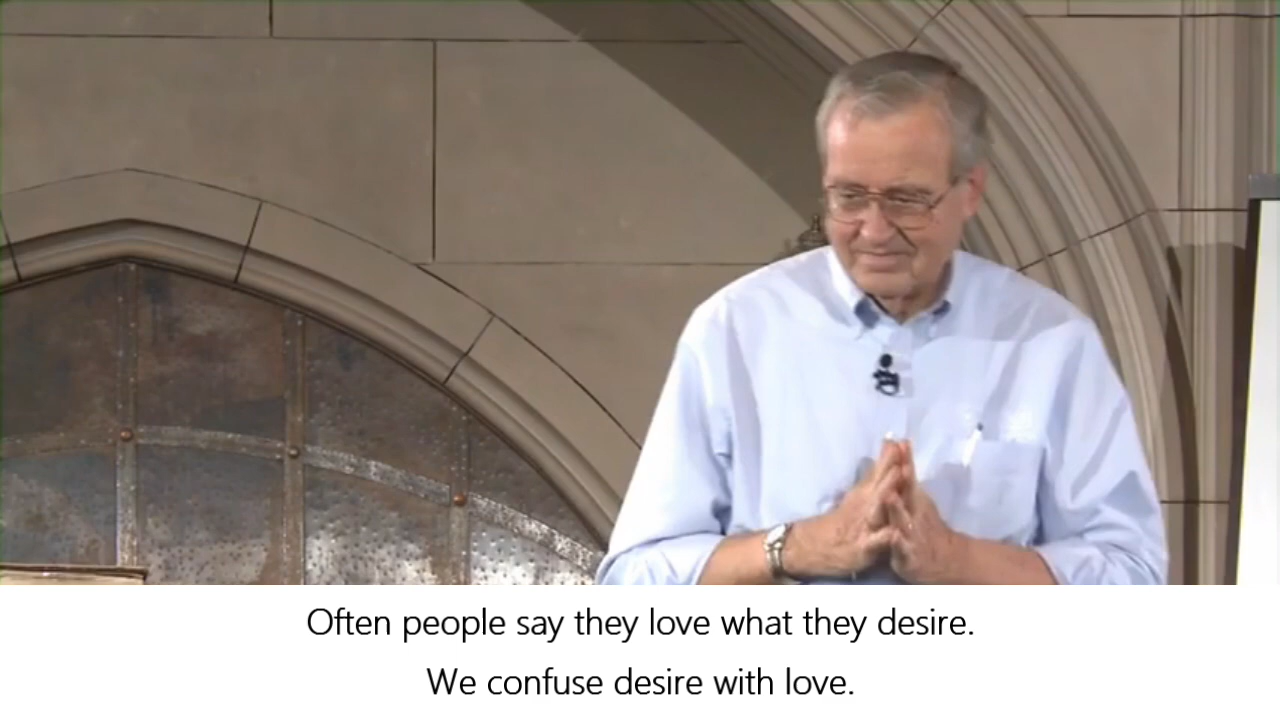 Often people say they love what they desire.
We confuse desire with love.